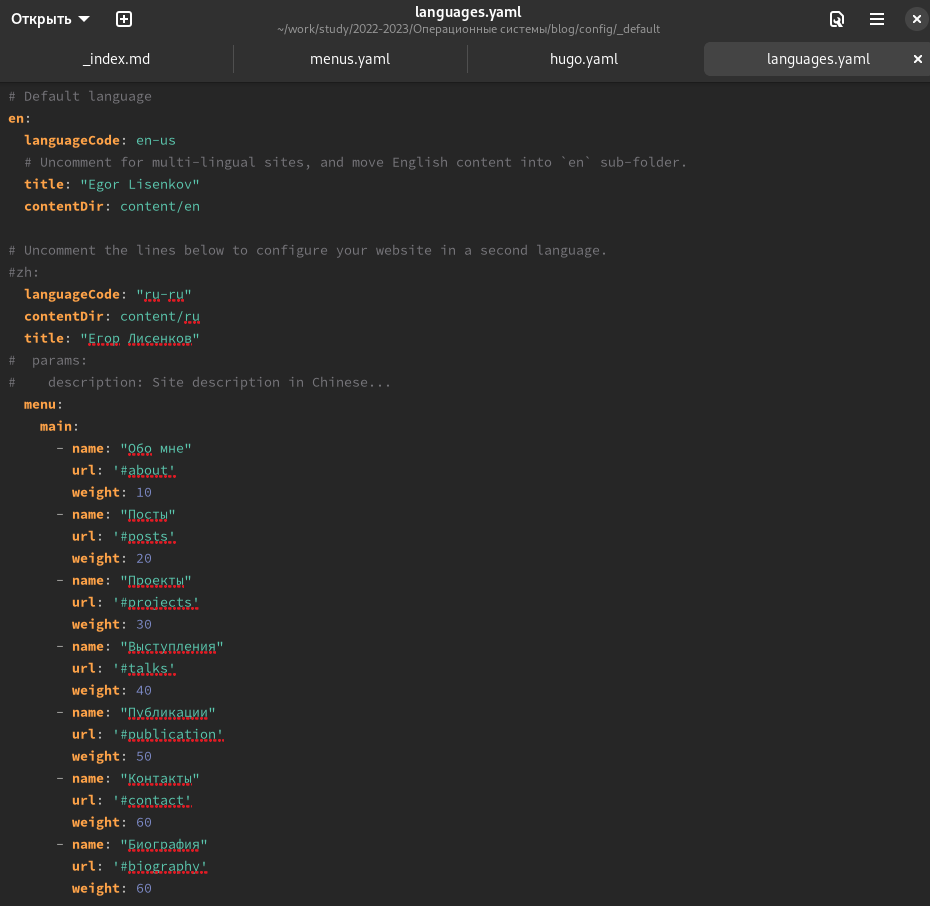 Открыть
languages.yaml
~/work/study/2022-2023/Операционные системы/blog/config/_default
_index.md
menus.yaml
hugo.yaml
languages.yaml
# Default language
en:
  languageCode: en-us
  # Uncomment for multi-lingual sites, and move English content into `en` sub-folder.
  title: "Egor Lisenkov"
  contentDir: content/en

# Uncomment the lines below to configure your website in a second language.
#zh:
  languageCode: "ru-ru"
  contentDir: content/ru
  title: "Егор Лисенков"
#  params:
#    description: Site description in Chinese...
  menu:
    main:
      - name: "Обо мне"
        url: '#about'
        weight: 10
      - name: "Посты"
        url: '#posts'
        weight: 20
      - name: "Проекты"
        url: '#projects'
        weight: 30
      - name: "Выступления"
        url: '#talks'
        weight: 40
      - name: "Публикации"
        url: '#publication'
        weight: 50
      - name: "Контакты"
        url: '#contact'
        weight: 60
      - name: "Биография"
        url: '#biography'
        weight: 60